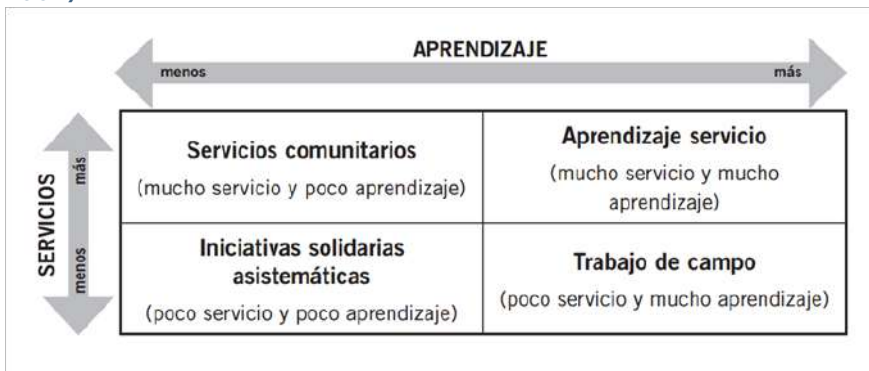 APRENDIZAJE
menos
más
SERVICIOS
más
menos
Servicios comunitarios
(mucho servicio y poco aprendizaje)
Aprendizaje servicio
(mucho servicio y mucho
aprendizaje)
Iniciativas solidarias
asistemáticas
(poco servicio y poco aprendizaje)
Trabajo de campo
(poco servicio y mucho aprendizaje)